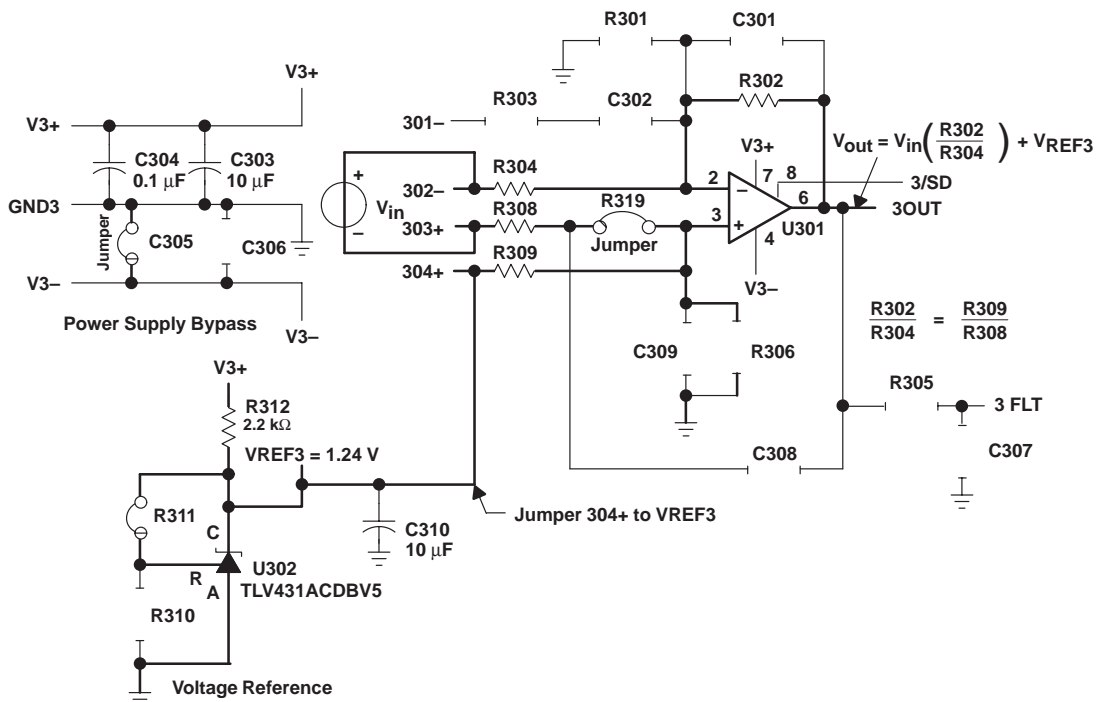 R301
C301
R302
R303
C302
301–
V3+
V3+
C304
0.1 µF
C303
10 µF
GND3
Jumper
C305
C306
V3–
V3–
Power Supply Bypass
+
Vin
–
302–
R304
303+
R308
304+
R309
R319
Jumper
V3+
7
8
3/SD
2
–
3
+
6
4
U301
V3–
3OUT
Vout = Vin(R302/R304) + VREF3
R302/R304 = R309/R308
C309
R306
R305
3 FLT
C307
C308
V3+
R312
2.2 kΩ
VREF3 = 1.24 V
R311
C310
10 µF
Jumper 304+ to VREF3
C
R
A
U302
TLV431ACDBV5
R310
Voltage Reference